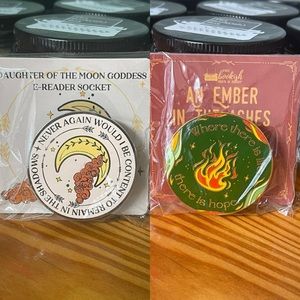 DAUGHTER OF THE MOON GODDESS
E-READER SOCKET
NEVER AGAIN WOULD I BE CONTENT TO REMAIN IN THE SHADOWS
bookish
AN EMBER
IN THE ASHES
Where there is life
there is hope